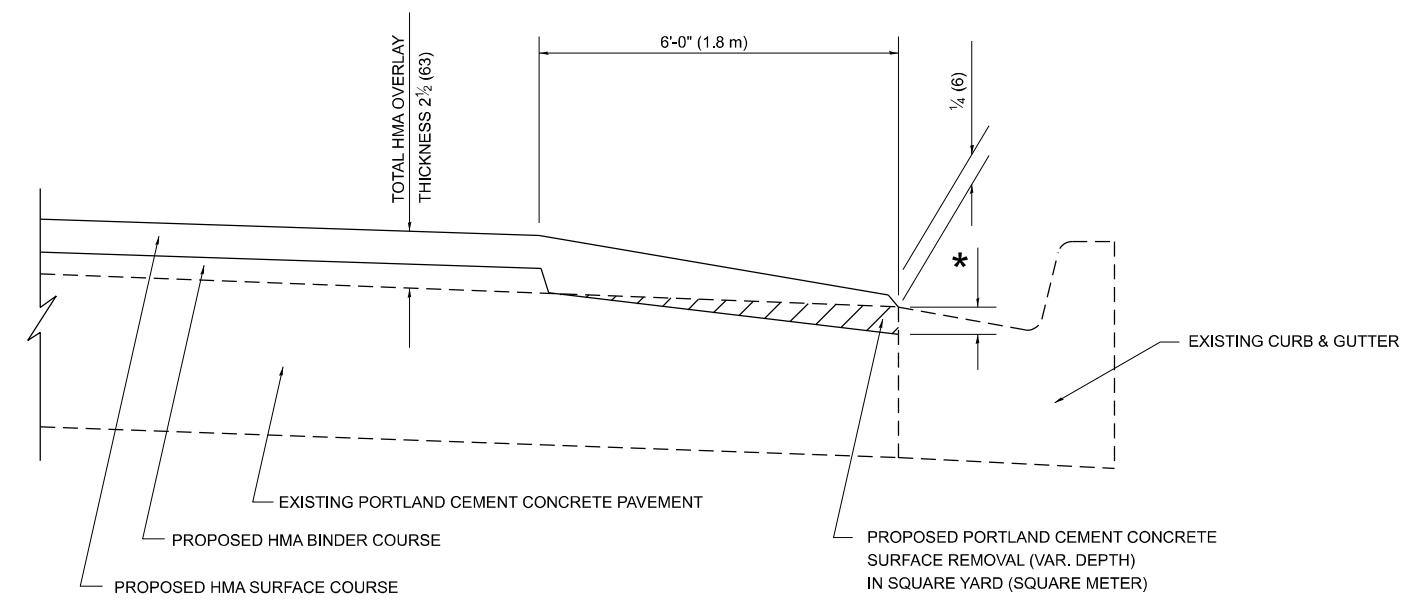 TOTAL HMA OVERLAY
THICKNESS 2½ (63)
6'-0" (1.8 m)
¼ (6)
*
EXISTING CURB & GUTTER
EXISTING PORTLAND CEMENT CONCRETE PAVEMENT
PROPOSED HMA BINDER COURSE
PROPOSED HMA SURFACE COURSE
PROPOSED PORTLAND CEMENT CONCRETE
SURFACE REMOVAL (VAR. DEPTH)
IN SQUARE YARD (SQUARE METER)